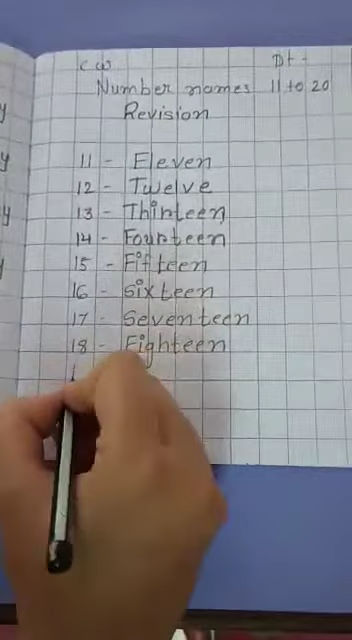 c w Dt -
Number names 11 to 20
Revision
11 - Eleven
12 - Twelve
13 - Thirteen
14 - Fourteen
15 - Fifteen
16 - Sixteen
17 - Seventeen
18 - Eighteen